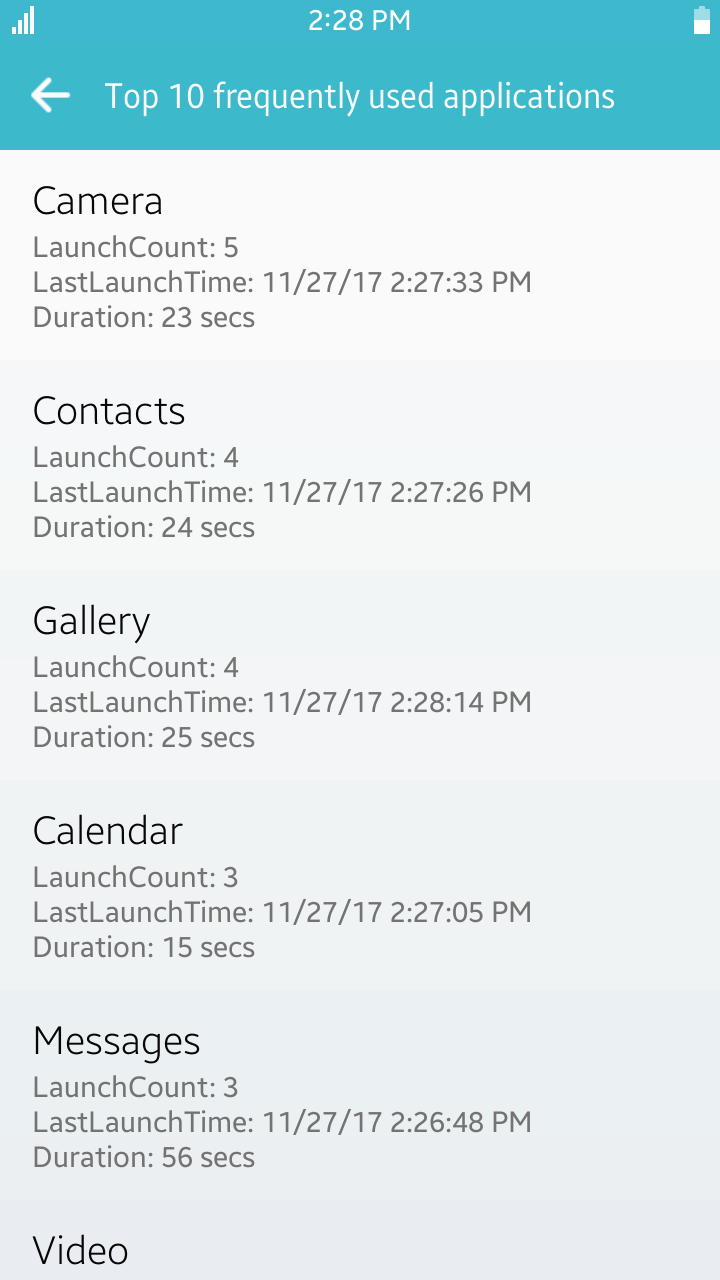 2:28 PM
Top 10 frequently used applications
Camera
LaunchCount: 5
LastLaunchTime: 11/27/17 2:27:33 PM
Duration: 23 secs
Contacts
LaunchCount: 4
LastLaunchTime: 11/27/17 2:27:26 PM
Duration: 24 secs
Gallery
LaunchCount: 4
LastLaunchTime: 11/27/17 2:28:14 PM
Duration: 25 secs
Calendar
LaunchCount: 3
LastLaunchTime: 11/27/17 2:27:05 PM
Duration: 15 secs
Messages
LaunchCount: 3
LastLaunchTime: 11/27/17 2:26:48 PM
Duration: 56 secs
Video